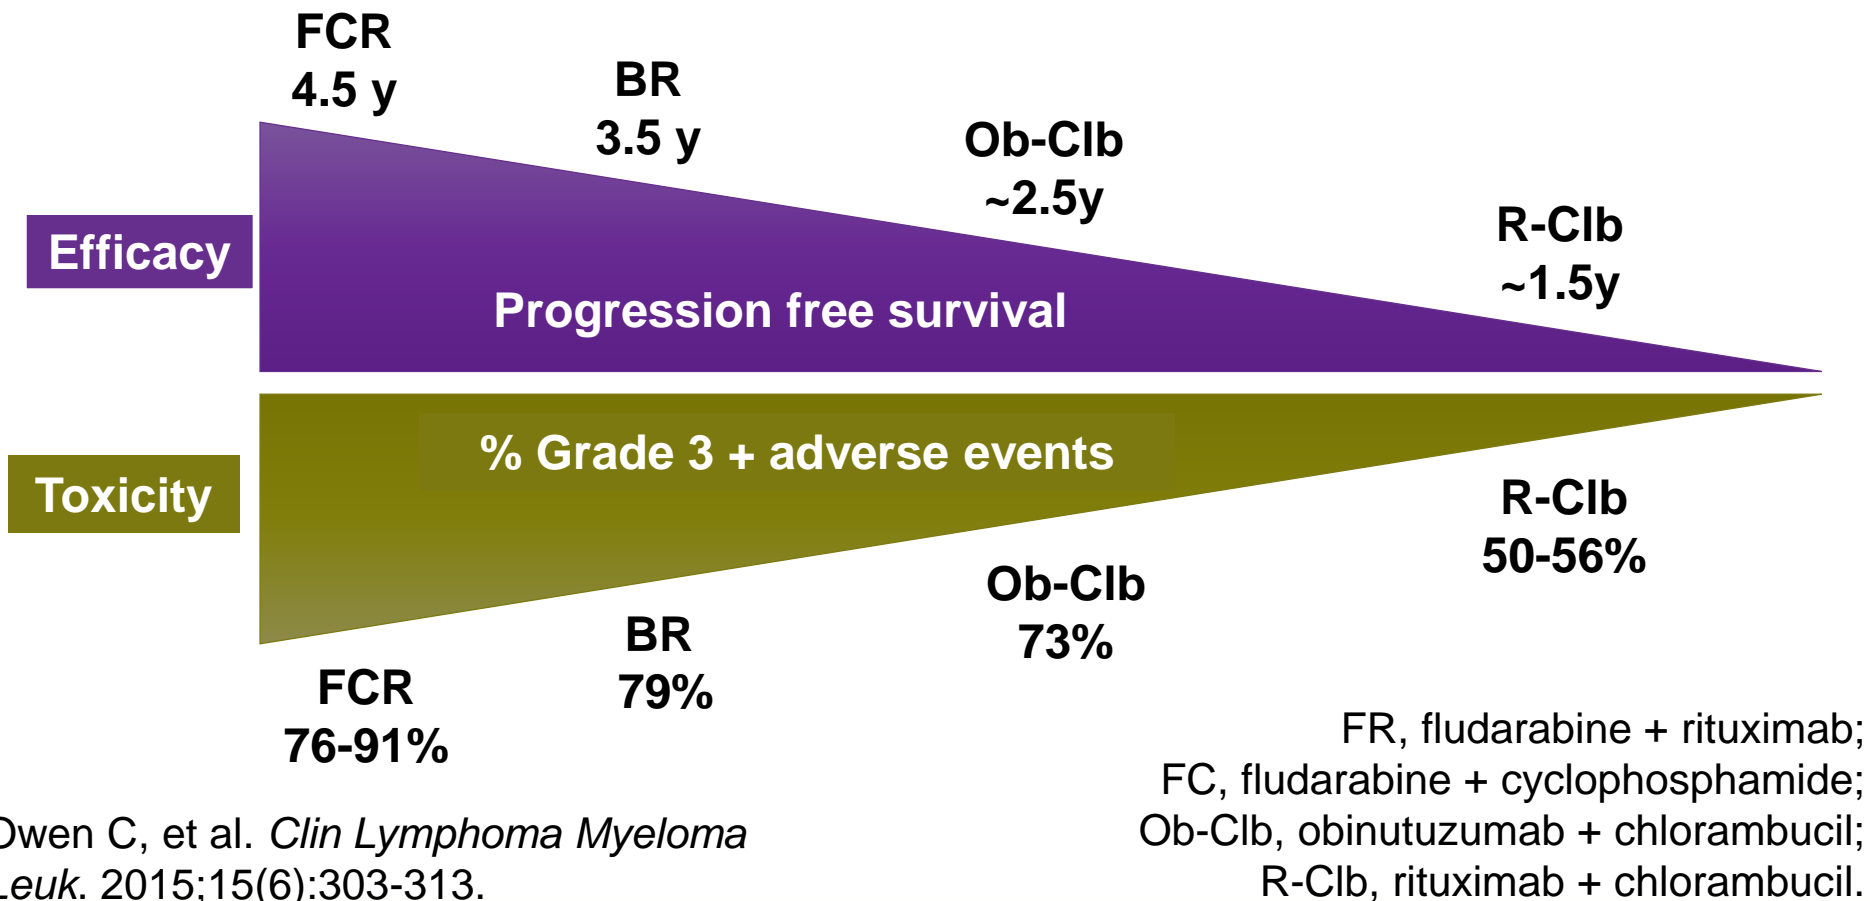 FCR
4.5 y
BR
3.5 y
Ob-Clb
~2.5y
R-Clb
~1.5y
Efficacy
Progression free survival
Toxicity
% Grade 3 + adverse events
R-Clb
50-56%
Ob-Clb
73%
BR
79%
FCR
76-91%
FR, fludarabine + rituximab;
FC, fludarabine + cyclophosphamide;
Ob-Clb, obinutuzumab + chlorambucil;
R-Clb, rituximab + chlorambucil.
Owen C, et al. Clin Lymphoma Myeloma
Leuk. 2015;15(6):303-313.